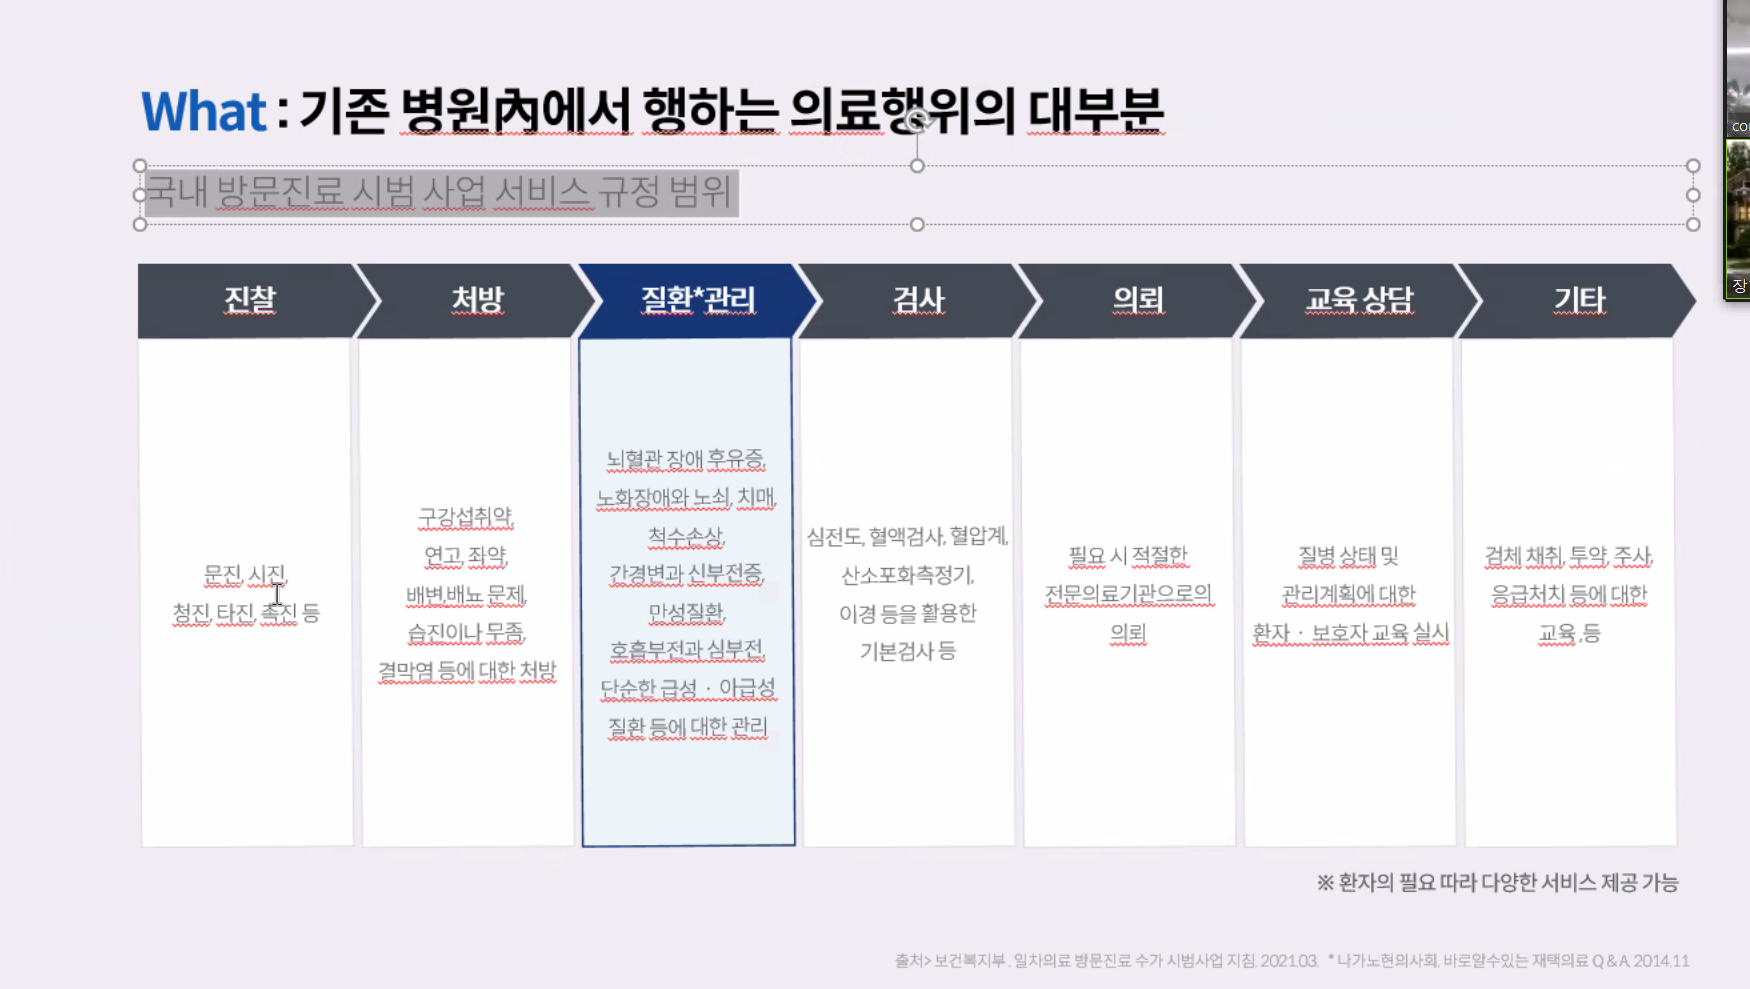 What : 기존 병원內에서 행하는 의료행위의 대부분
국내 방문진료 시범 사업 서비스 규정 범위
진찰
처방
질환*관리
검사
의뢰
교육 상담
기타
문진, 시진,
청진, 타진, 촉진 등
구강섭취약,
연고, 좌약,
배변,배뇨 문제,
습진이나 무좀,
결막염 등에 대한 처방
뇌혈관 장애 후유증,
노화장애와 노쇠, 치매,
척수손상,
간경변과 신부전증,
만성질환,
호흡부전과 심부전,
단순한 급성 · 아급성
질환 등에 대한 관리
심전도, 혈액검사, 혈압계,
산소포화측정기,
이경 등을 활용한
기본검사 등
필요 시 적절한
전문의료기관으로의
의뢰
질병 상태 및
관리계획에 대한
환자 · 보호자 교육 실시
검체 채취, 투약, 주사,
응급처치 등에 대한
교육 ,등
※ 환자의 필요 따라 다양한 서비스 제공 가능
출처> 보건복지부 , 일차의료 방문진료 수가 시범사업 지침, 2021.03. * 나가노현의사회, 바로알수있는 재택의료 Q & A, 2014.11
장